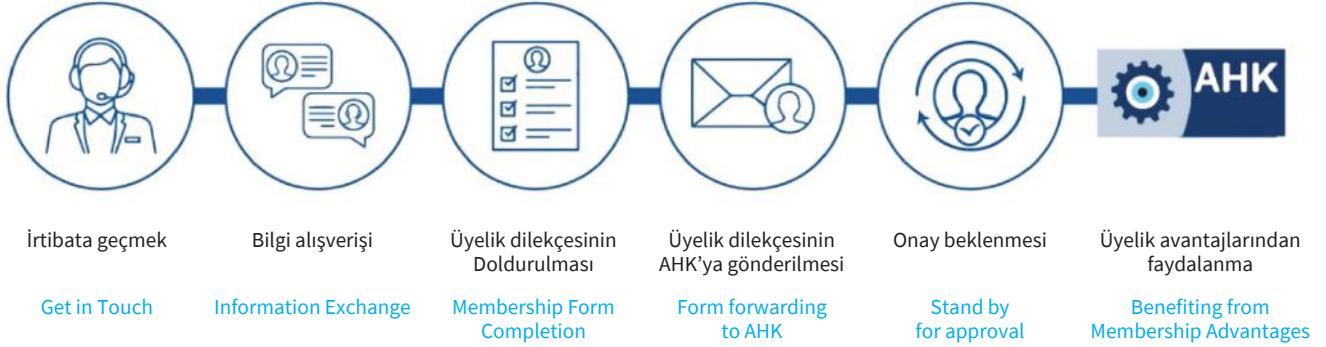 AHK
İrtibata geçmek
Bilgi alışverişi
Üyelik dilekçesinin
Doldurulması
Üyelik dilekçesinin
AHK’ya gönderilmesi
Onay beklenmesi
Üyelik avantajlarından
faydalanma
Get in Touch
Information Exchange
Membership Form
Completion
Form forwarding
to AHK
Stand by
for approval
Benefiting from
Membership Advantages